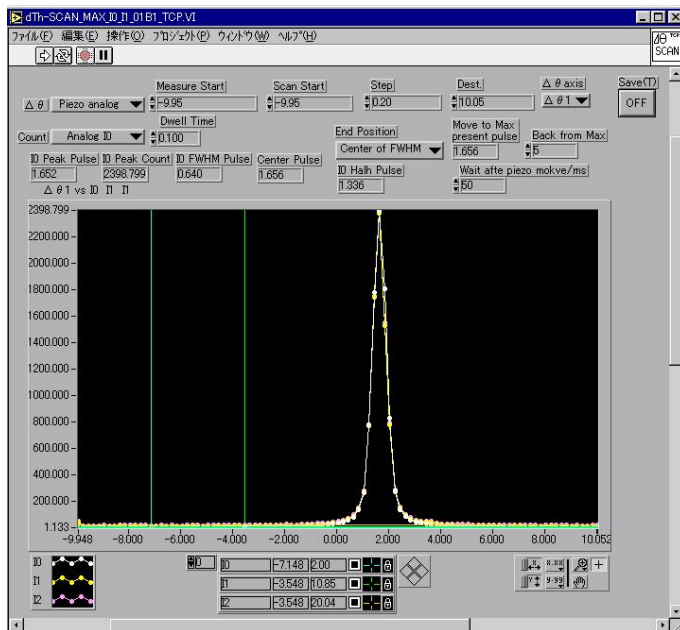 dTh-SCAN_MAX_I0_I1_01B1_TCP.VI
ファイル(F) 編集(E) 操作(O) プロジェクト(P) ウィンドウ(W) ヘルプ(H)
Δθ TCP
SCAN
Measure Start Scan Start Step Dest. Δθ axis Save(T)
Δθ Piezo analog -9.95 -9.95 0.20 10.05 Δθ1 OFF
Dwell Time
Count Analog I0 0.100
End Position Move to Max present pulse Back from Max
Center of FWHM 1.656 5
I0 Peak Pulse I0 Peak Count I0 FWHM Pulse Center Pulse I0 Halh Pulse Wait afte piezo mokve/ms
1.652 2398.799 0.640 1.656 1.336 50
Δθ1 vs I0 I1 I1
2398.799
2200.000
2000.000
1800.000
1600.000
1400.000
1200.000
1000.000
800.000
600.000
400.000
200.000
1.133
-9.948 -8.000 -6.000 -4.000 -2.000 0.000 2.000 4.000 6.000 8.000 10.052
I0
I1
I2
0
I0 -7.148 2.00
I1 -3.548 10.85
I2 -3.548 20.04
X X.XX
Y Y.YY